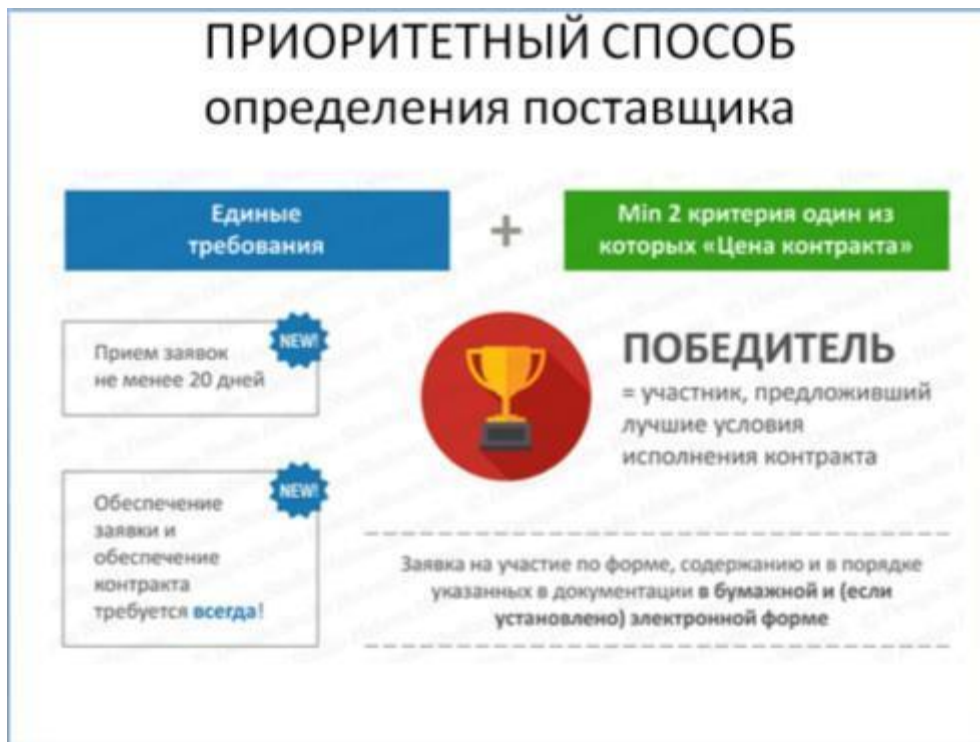 ПРИОРИТЕТНЫЙ СПОСОБ
определения поставщика
Единые
требования
+
Min 2 критерия один из
которых «Цена контракта»
NEW!
Прием заявок
не менее 20 дней
ПОБЕДИТЕЛЬ
= участник, предложивший
лучшие условия
исполнения контракта
NEW!
Обеспечение
заявки и
обеспечение
контракта
требуется всегда!
Заявка на участие по форме, содержанию и в порядке
указанных в документации в бумажной и (если
установлено) электронной форме